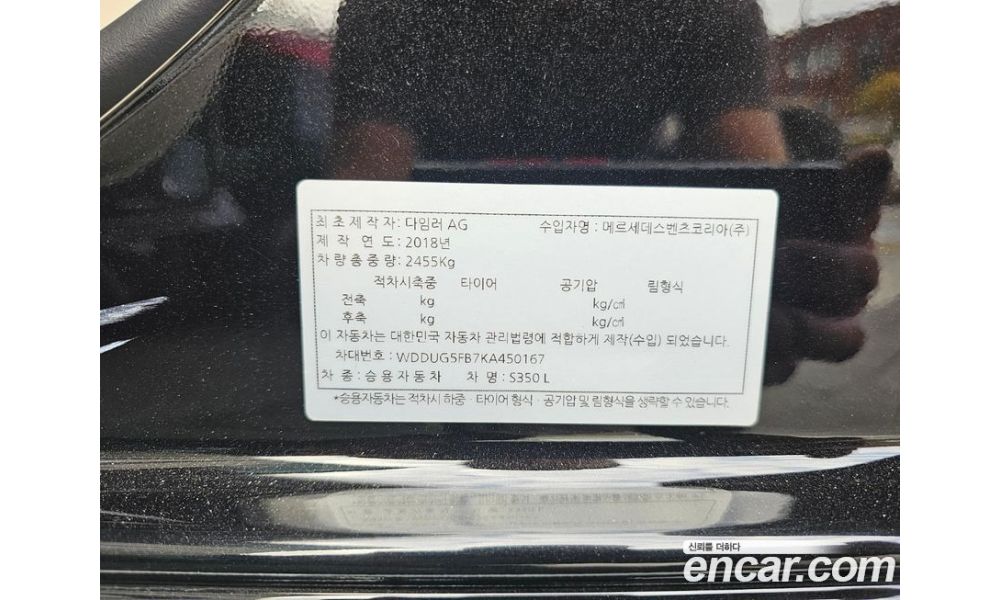 최초제작자: 다임러 AG 수입자명 : 메르세데스벤츠코리아(주)
제 작 연 도: 2018년
차량총중량: 2455Kg
적차시축중 타이어 공기압 림형식
전축 kg kg/㎠
후축 kg kg/㎠
이 자동차는 대한민국 자동차 관리법령에 적합하게 제작(수입) 되었습니다.
차대번호 : WDDUG5FB7KA450167
차 종 : 승용자동차 차 명 : S350 L
*승용자동차는 적차시 하중 · 타이어 형식 · 공기압 및 림형식을 생략할 수 있습니다.
신뢰를 더하다
encar.com